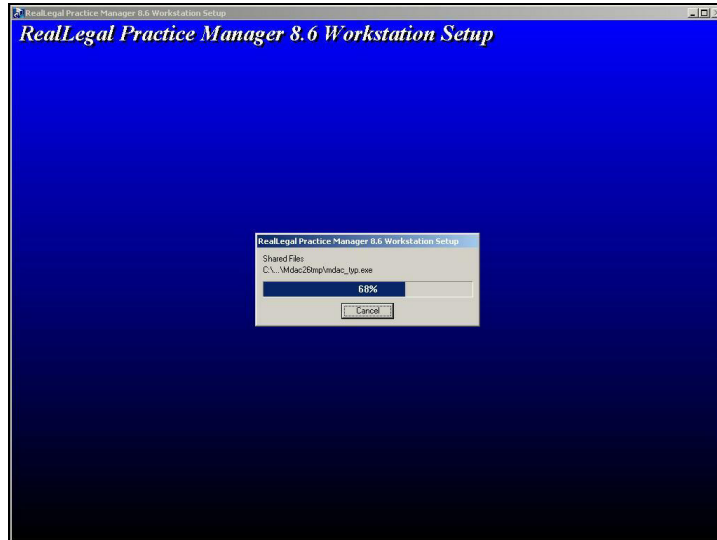 RealLegal Practice Manager 8.6 Workstation Setup
RealLegal Practice Manager 8.6 Workstation Setup
RealLegal Practice Manager 8.6 Workstation Setup
Shared Files
C:\...\Mdac26tmp\mdac_typ.exe
68%
Cancel